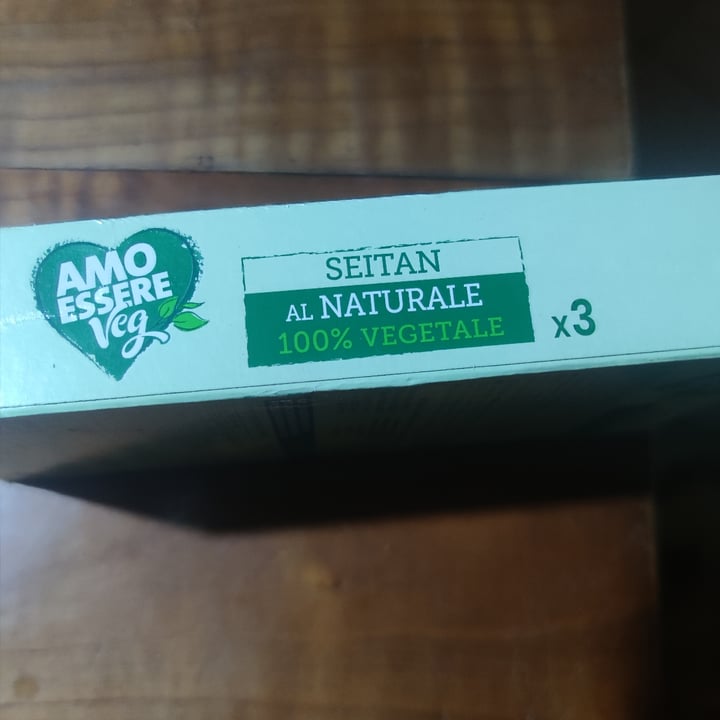 AMO
ESSERE
Veg
SEITAN
AL NATURALE
100% VEGETALE
x3